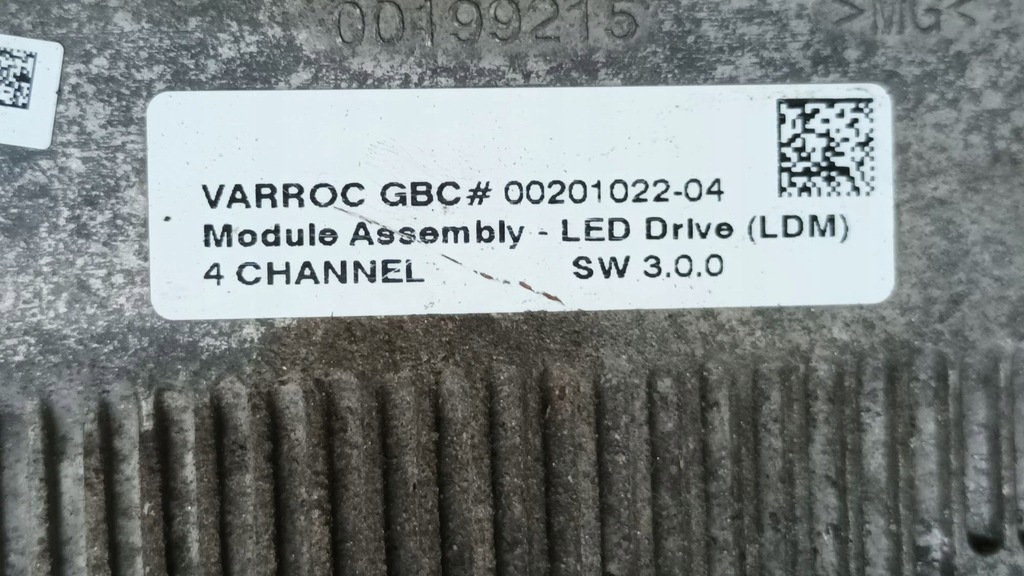 00199215 >MG<
VARROC GBC# 00201022-04
Module Assembly - LED Drive (LDM)
4 CHANNEL SW 3.0.0